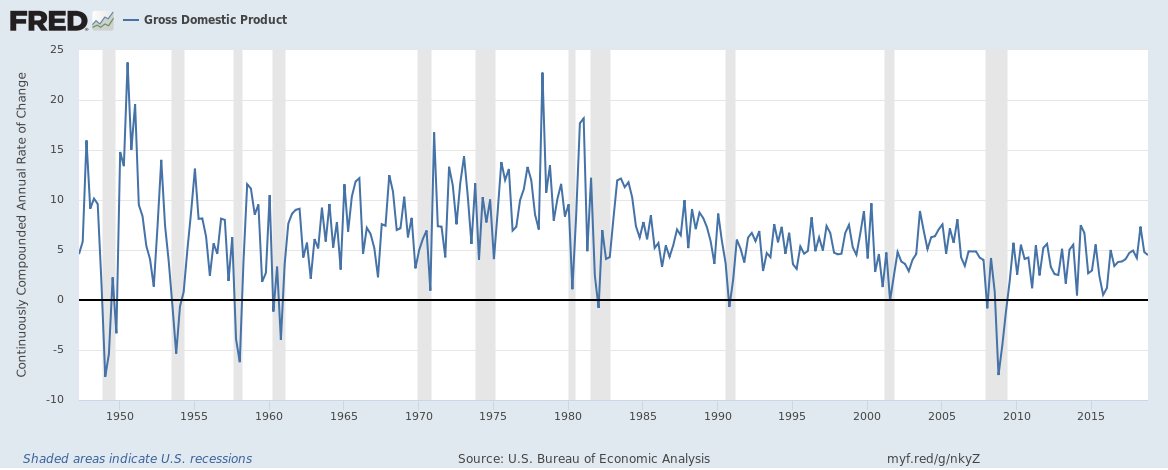 FRED
Gross Domestic Product
Continuously Compounded Annual Rate of Change
25
20
15
10
5
0
-5
-10
1950 1955 1960 1965 1970 1975 1980 1985 1990 1995 2000 2005 2010 2015
Shaded areas indicate U.S. recessions
Source: U.S. Bureau of Economic Analysis
myf.red/g/nkyZ